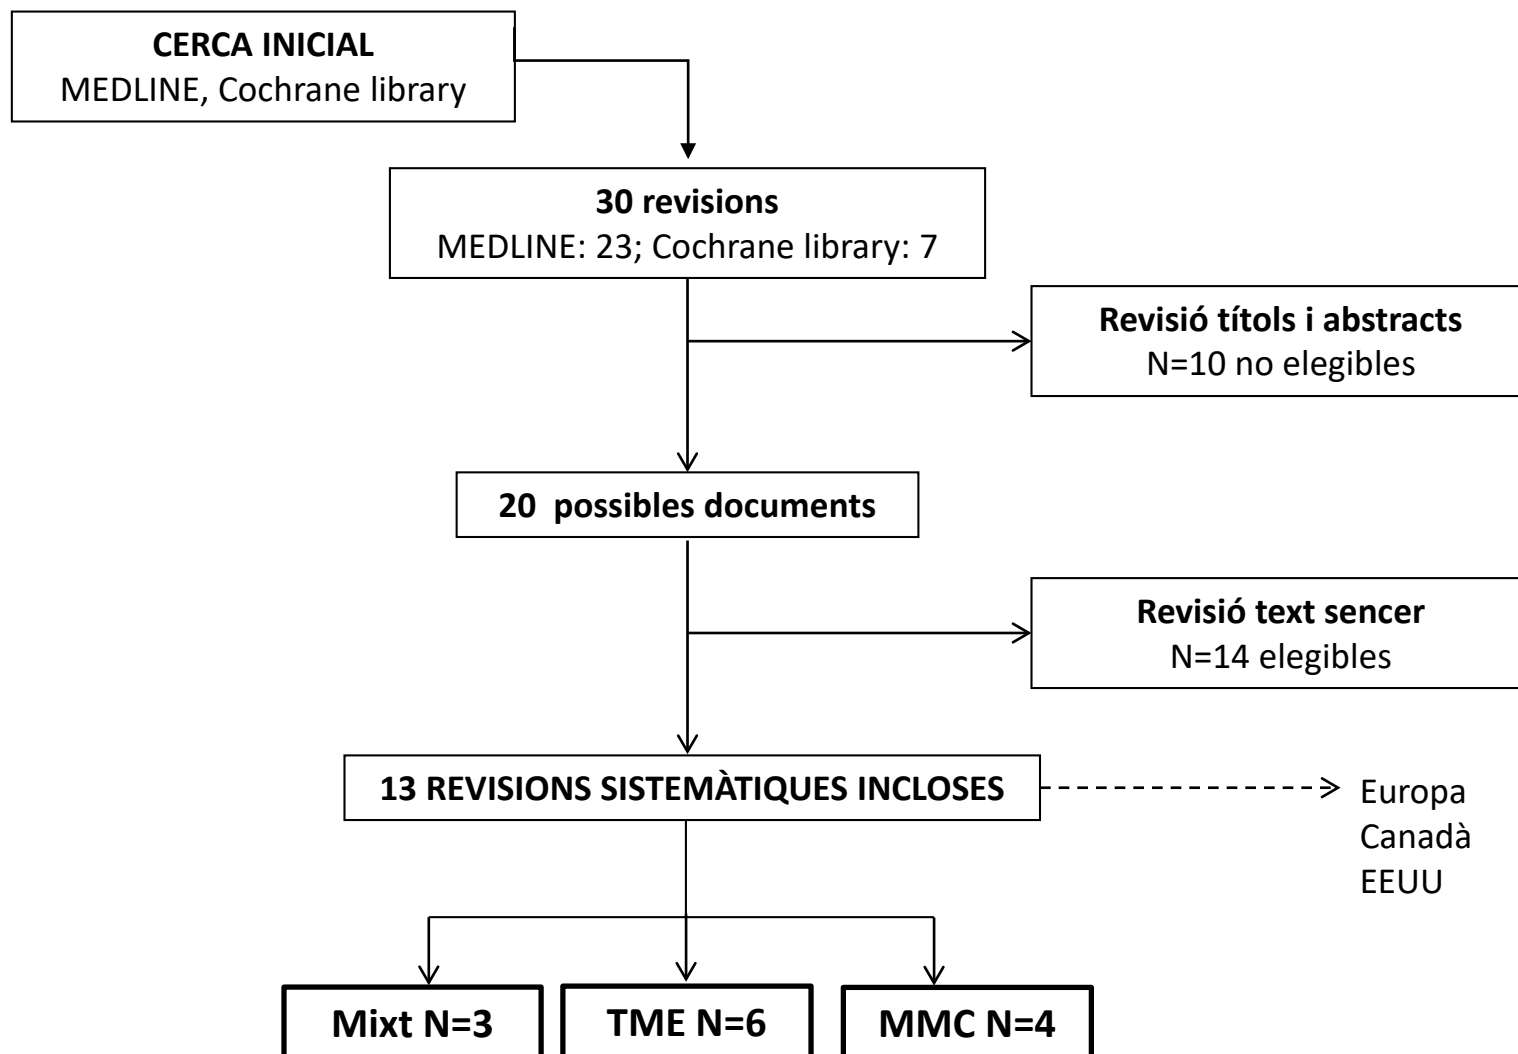 CERCA INICIAL
MEDLINE, Cochrane library
30 revisions
MEDLINE: 23; Cochrane library: 7
Revisió títols i abstracts
N=10 no elegibles
20  possibles documents
Revisió text sencer
N=14 elegibles
13 REVISIONS SISTEMÀTIQUES INCLOSES
Europa
Canadà
EEUU
Mixt N=3
TME N=6
MMC N=4